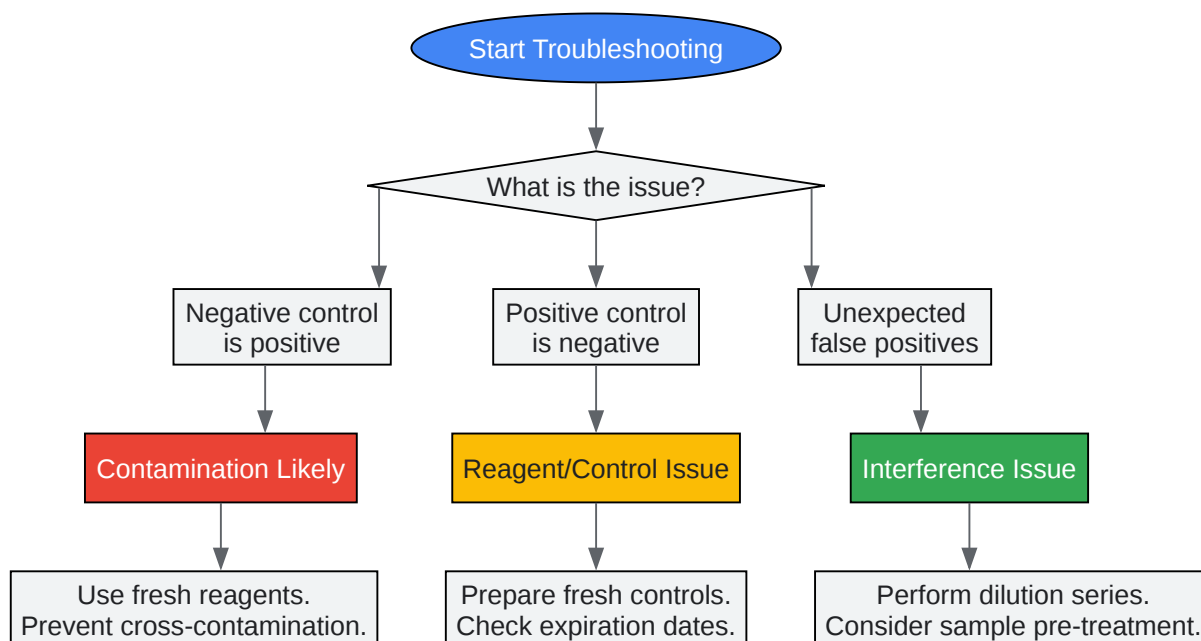 Start Troubleshooting
What is the issue?
Negative control
is positive
Positive control
is negative
Unexpected
false positives
Contamination Likely
Reagent/Control Issue
Interference Issue
Use fresh reagents.
Prevent cross-contamination.
Prepare fresh controls.
Check expiration dates.
Perform dilution series.
Consider sample pre-treatment.